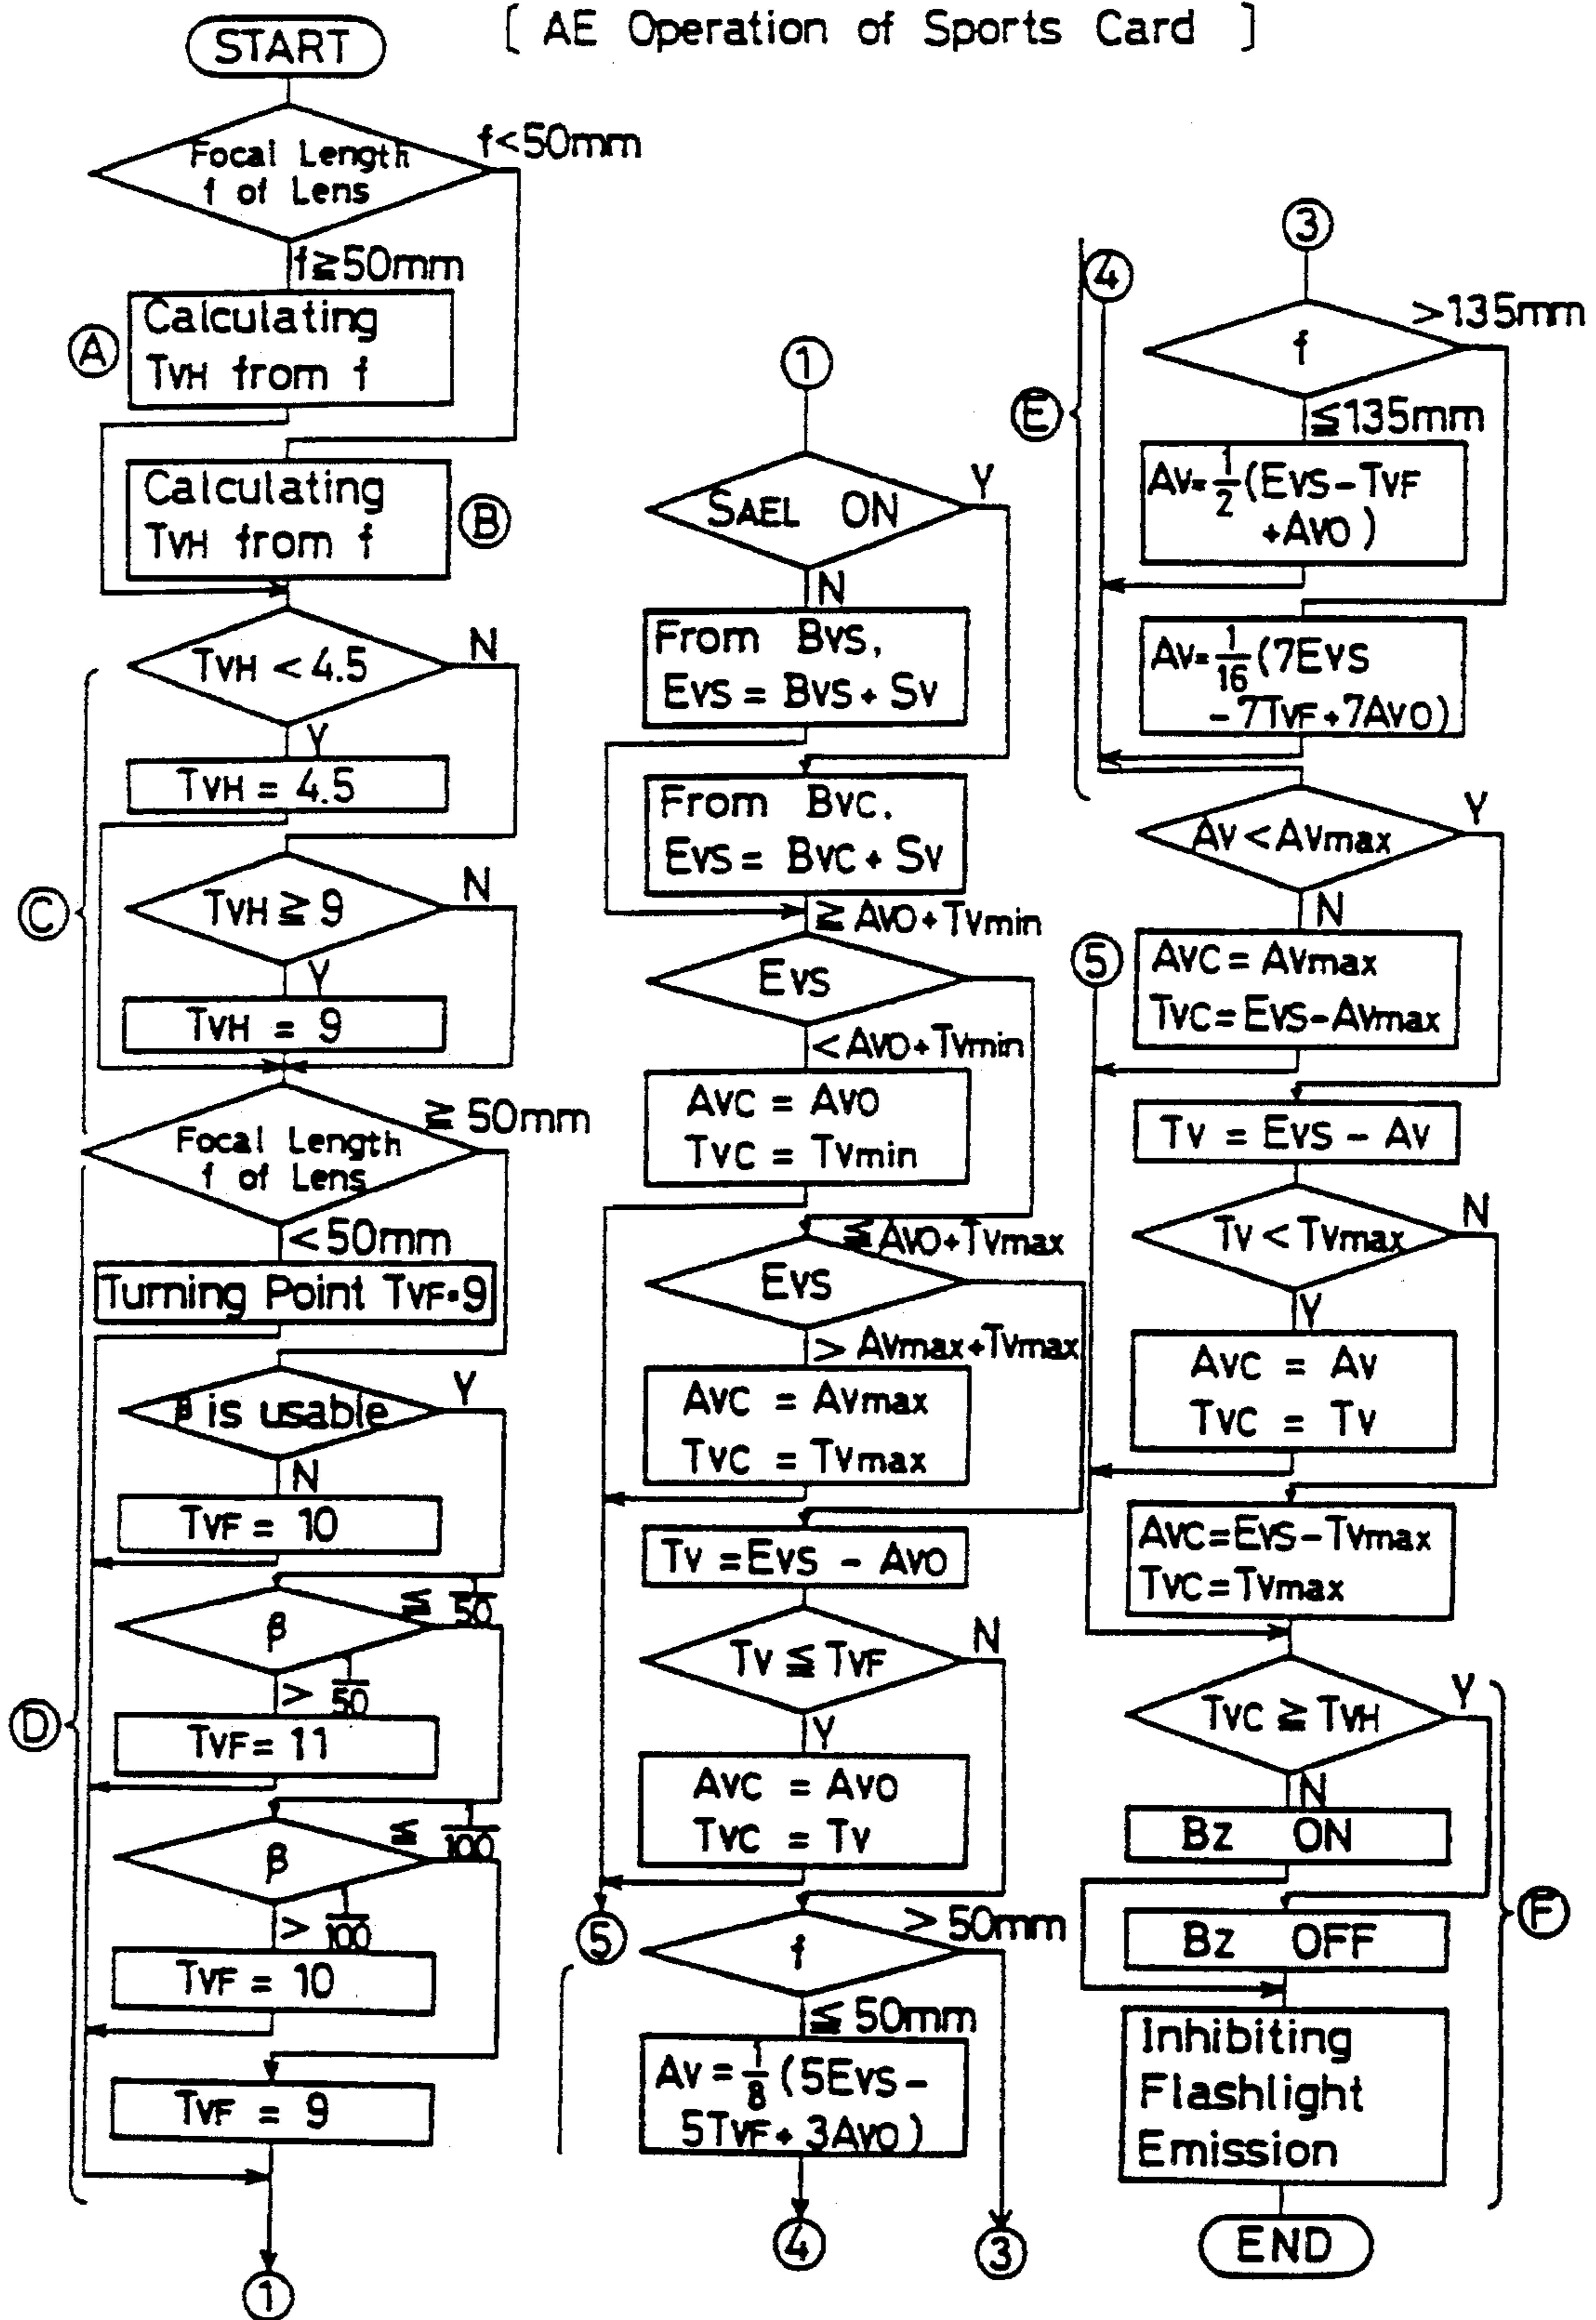 [ AE Operation of Sports Card ]
START
Focal Length
f of Lens
f<50mm
f≧50mm
A
Calculating
TVH from f
Calculating
TVH from f
B
TVH < 4.5
N
Y
TVH = 4.5
C
TVH ≧ 9
N
Y
TVH = 9
Focal Length
f of Lens
≧ 50mm
< 50mm
Turning Point TVF=9
β is usable
Y
N
TVF = 10
β
≦ 1/50
> 1/50
TVF = 11
D
β
≦ 1/100
> 1/100
TVF = 10
TVF = 9
1
1
SAEL ON
Y
N
From BVS,
EVS = BVS + SV
From BVC,
EVS = BVC + SV
≧ AVO+TVmin
EVS
< AVO+TVmin
AVC = AVO
TVC = TVmin
≦ AVO+TVmax
EVS
> AVmax+TVmax
AVC = AVmax
TVC = TVmax
TV = EVS - AVO
TV ≦ TVF
N
Y
AVC = AVO
TVC = TV
5
f
> 50mm
≦ 50mm
AV = 1/8 (5EVS -
5TVF + 3AVO)
4
3
3
4
E
f
>135mm
≦135mm
AV= 1/2 (EVS - TVF
+AVO)
AV= 1/16 (7EVS
- 7TVF + 7AVO)
AV < AVmax
Y
N
5
AVC = AVmax
TVC = EVS - AVmax
TV = EVS - AV
TV < TVmax
N
Y
AVC = AV
TVC = TV
AVC = EVS - TVmax
TVC = TVmax
TVC ≧ TVH
Y
N
Bz ON
Bz OFF
F
Inhibiting
Flashlight
Emission
END